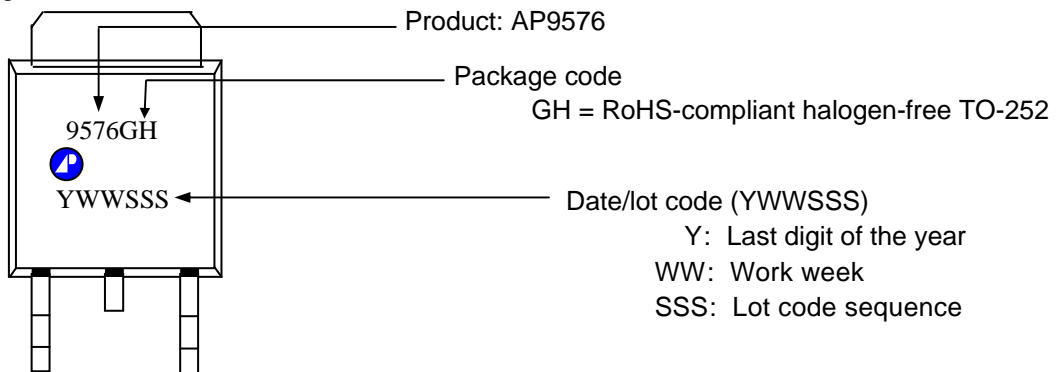 Product: AP9576
Package code
GH = RoHS-compliant halogen-free TO-252
9576GH
YWWSSS
Date/lot code (YWWSSS)
Y: Last digit of the year
WW: Work week
SSS: Lot code sequence